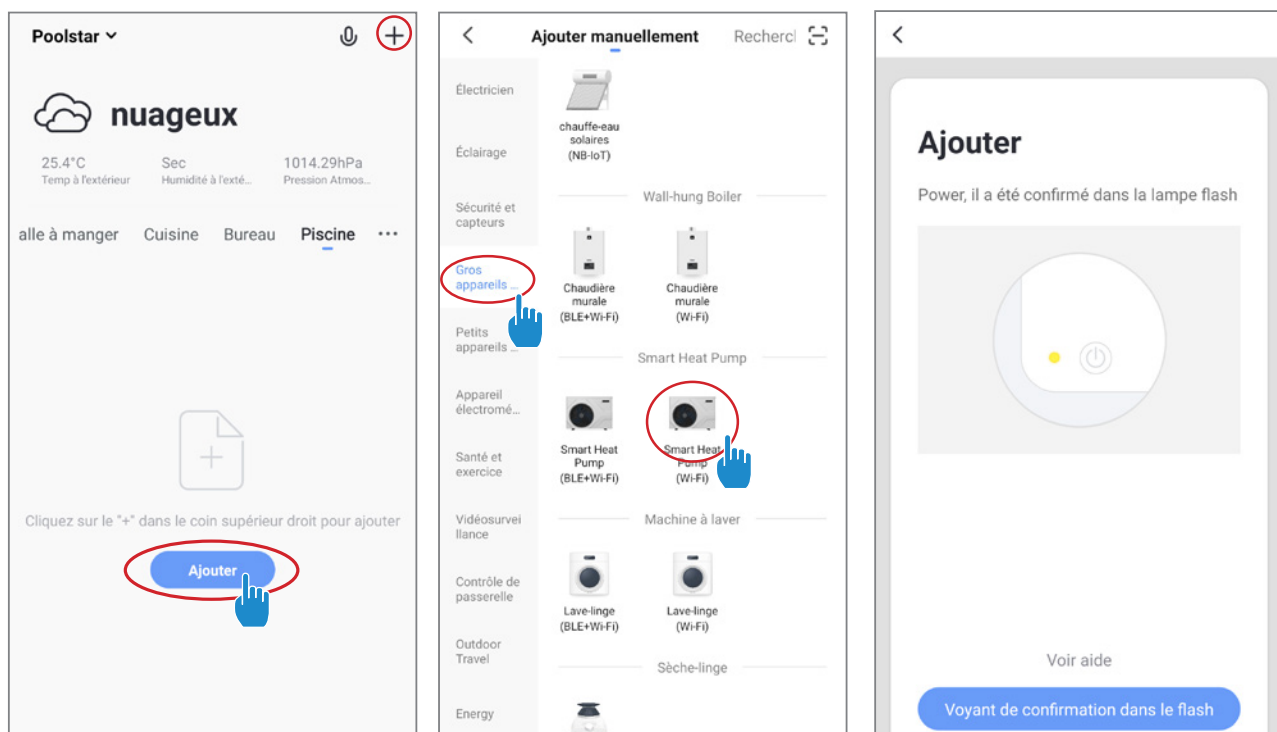 Poolstar
nuageux
25.4°C Sec 1014.29hPa
Temp à l'extérieur Humidité à l'exté... Pression Atmos...
alle à manger Cuisine Bureau Piscine ...
Cliquez sur le "+" dans le coin supérieur droit pour ajouter
Ajouter
Ajouter manuellement Recherc
Électricien
Éclairage
Sécurité et
capteurs
Gros
appareils ...
Petits
appareils ...
Appareil
électromé...
Santé et
exercice
Vidéosurvei
llance
Contrôle de
passerelle
Outdoor
Travel
Energy
chauffe-eau
solaires
(NB-IoT)
Wall-hung Boiler
Chaudière
murale
(BLE+Wi-Fi)
Chaudière
murale
(Wi-Fi)
Smart Heat Pump
Smart Heat
Pump
(BLE+Wi-Fi)
Smart Heat
Pump
(Wi-Fi)
Machine à laver
Lave-linge
(BLE+Wi-Fi)
Lave-linge
(Wi-Fi)
Sèche-linge
Ajouter
Power, il a été confirmé dans la lampe flash
Voir aide
Voyant de confirmation dans le flash